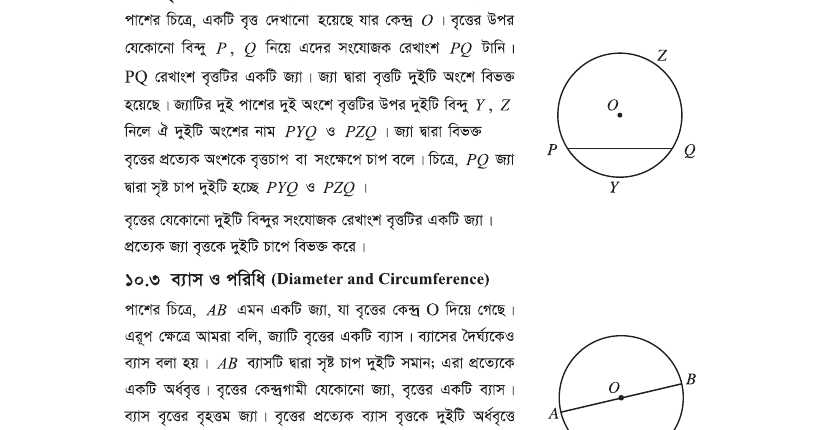 পাশের চিত্রে, একটি বৃত্ত দেখানো হয়েছে যার কেন্দ্র O । বৃত্তের উপর
যেকোনো বিন্দু P , Q নিয়ে এদের সংযোজক রেখাংশ PQ টানি ।
PQ রেখাংশ বৃত্তটির একটি জ্যা । জ্যা দ্বারা বৃত্তটি দুইটি অংশে বিভক্ত
হয়েছে । জ্যাটির দুই পাশের দুই অংশে বৃত্তটির উপর দুইটি বিন্দু Y , Z
নিলে ঐ দুইটি অংশের নাম PYQ ও PZQ । জ্যা দ্বারা বিভক্ত
বৃত্তের প্রত্যেক অংশকে বৃত্তচাপ বা সংক্ষেপে চাপ বলে । চিত্রে, PQ জ্যা
দ্বারা সৃষ্ট চাপ দুইটি হচ্ছে PYQ ও PZQ ।
Z
O
P
Q
Y
বৃত্তের যেকোনো দুইটি বিন্দুর সংযোজক রেখাংশ বৃত্তটির একটি জ্যা ।
প্রত্যেক জ্যা বৃত্তকে দুইটি চাপে বিভক্ত করে ।
১০.৩ ব্যাস ও পরিধি (Diameter and Circumference)
পাশের চিত্রে, AB এমন একটি জ্যা, যা বৃত্তের কেন্দ্র O দিয়ে গেছে ।
এরূপ ক্ষেত্রে আমরা বলি, জ্যাটি বৃত্তের একটি ব্যাস । ব্যাসের দৈর্ঘ্যকেও
ব্যাস বলা হয় । AB ব্যাসটি দ্বারা সৃষ্ট চাপ দুইটি সমান; এরা প্রত্যেকে
একটি অর্ধবৃত্ত । বৃত্তের কেন্দ্রগামী যেকোনো জ্যা, বৃত্তের একটি ব্যাস ।
ব্যাস বৃত্তের বৃহত্তম জ্যা । বৃত্তের প্রত্যেক ব্যাস বৃত্তকে দুইটি অর্ধবৃত্তে
O
B
A